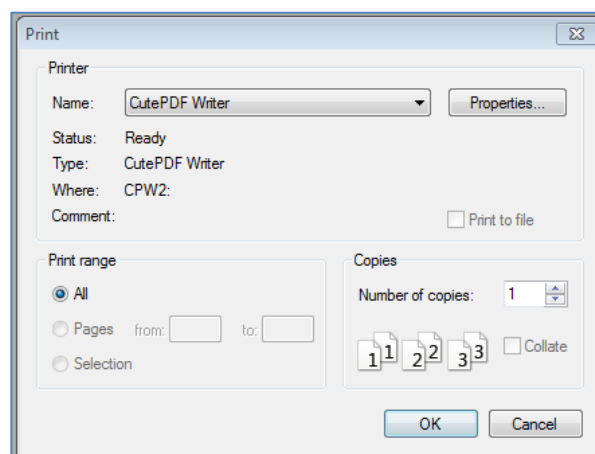 Print
Printer
Name: CutePDF Writer Properties...
Status: Ready
Type: CutePDF Writer
Where: CPW2:
Comment: Print to file
Print range
All
Pages from: to:
Selection
Copies
Number of copies: 1
1 1 2 2 3 3 Collate
OK Cancel